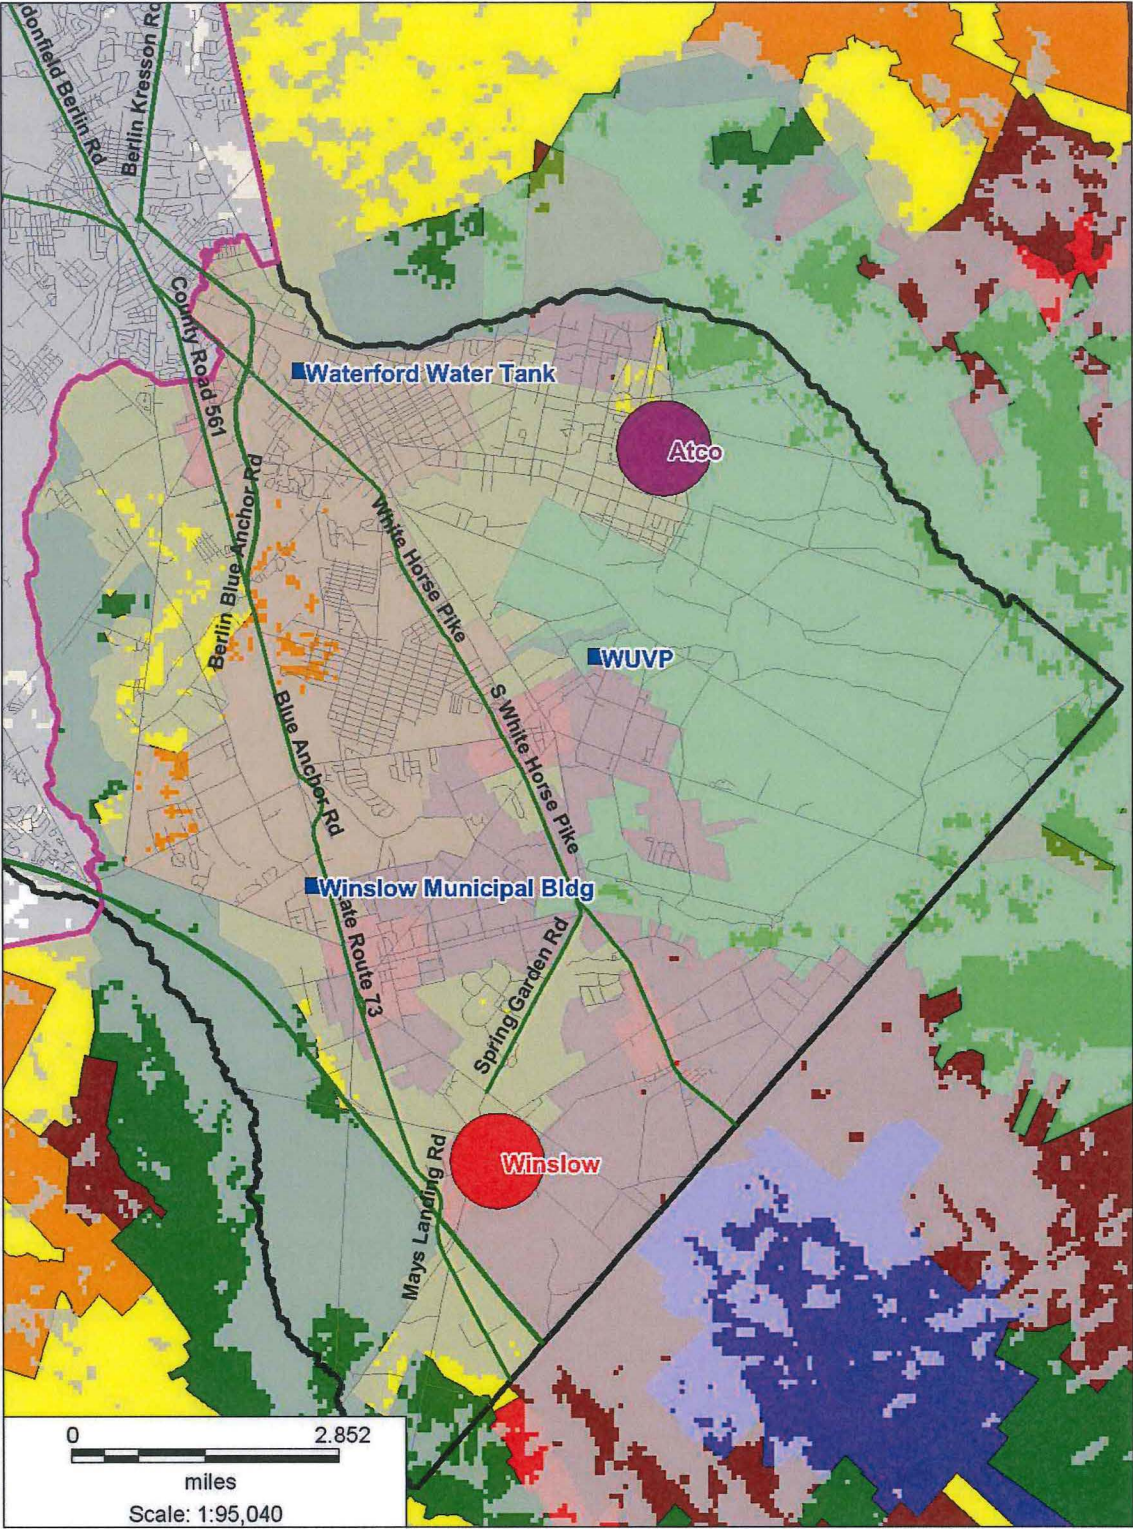 donfield Berlin Rd
Berlin Kresson Rd
County Road 561
Waterford Water Tank
Atco
Berlin Blue Anchor Rd
White Horse Pike
WUVP
S White Horse Pike
Blue Anchor Rd
Winslow Municipal Bldg
ate Route 73
Spring Garden Rd
Winslow
Mays Landing Rd
0 2.852
miles
Scale: 1:95,040